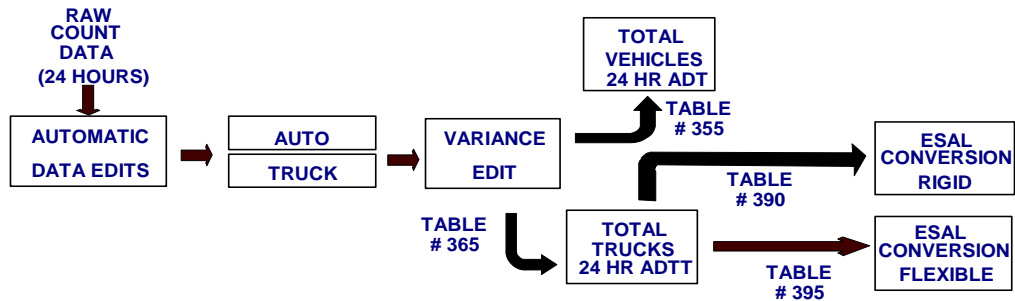 RAW
COUNT
DATA
(24 HOURS)
AUTOMATIC
DATA EDITS
AUTO
TRUCK
VARIANCE
EDIT
TOTAL
VEHICLES
24 HR ADT
TABLE
# 355
TABLE
# 365
TOTAL
TRUCKS
24 HR ADTT
TABLE
# 390
ESAL
CONVERSION
RIGID
TABLE
# 395
ESAL
CONVERSION
FLEXIBLE